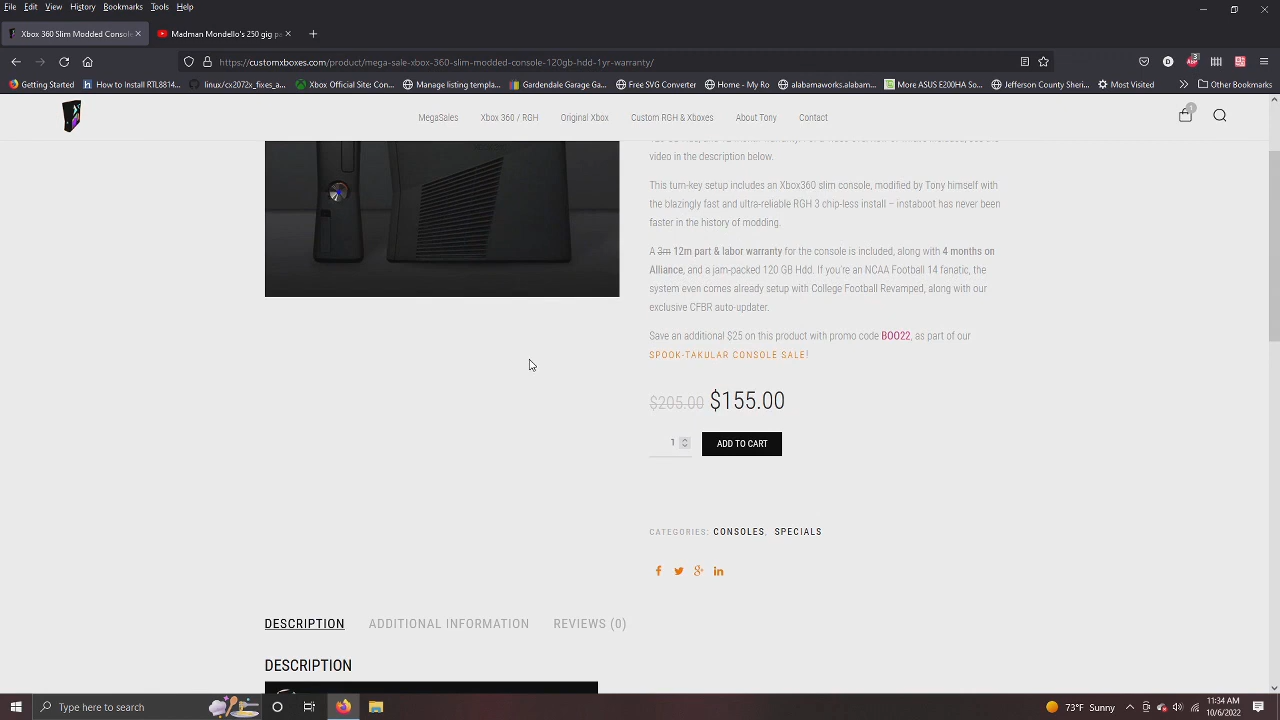 File Edit View History Bookmarks Tools Help
Xbox 360 Slim Modded Consol
Madman Mondello's 250 gig pa
https://customxboxes.com/product/mega-sale-xbox-360-slim-modded-console-120gb-hdd-1yr-warranty/
Getting Started
How to Install RTL8814...
linux/cx2072x_fixes_a...
Xbox Global Custom...
Manage listing templat...
Gardendale Garage Ga...
Free SVG Converter
Home - My Ro
alabamaworks.alabam...
More ASUS E200HA So...
Jefferson County Sheri...
Most Visited
Other Bookmarks
MegaSales Xbox 360 / RGH Original Xbox Custom RGH & Xboxes About Tony Contact
video in the description below.
This turn-key setup includes an Xbox360 slim console, modified by Tony himself with
the blazingly fast and ultra-reliable RGH 3 chip-less install – instaboot has never been
faster in the history of modding.
A 3m 12m part & labor warranty for the console is included, along with 4 months on
Alliance, and a jam-packed 120 GB Hdd. If you're an NCAA Football 14 fanatic, the
system even comes already setup with College Football Revamped, along with our
exclusive CFBR auto-updater.
Save an additional $25 on this product with promo code BOO22, as part of our
SPOOK-TAKULAR CONSOLE SALE!
$205.00 $155.00
1 ADD TO CART
CATEGORIES: CONSOLES, SPECIALS
DESCRIPTION ADDITIONAL INFORMATION REVIEWS (0)
DESCRIPTION
Type here to search
73°F Sunny
11:34 AM
10/6/2022